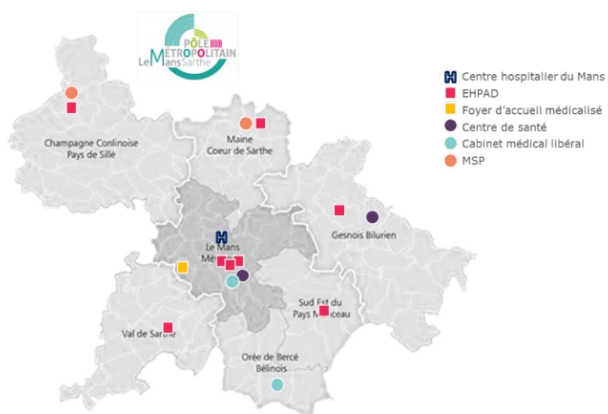 PÔLE
MÉTROPOLITAIN
Le Mans Sarthe
Centre hospitalier du Mans
EHPAD
Foyer d'accueil médicalisé
Centre de santé
Cabinet médical libéral
MSP
Champagne Conlinoise
Pays de Sillé
Maine
Coeur de Sarthe
Gesnois Bilurien
Le Mans
Val de Sarthe
Sud Est du
Pays M nceau
Orée de Bercé
Bélinois